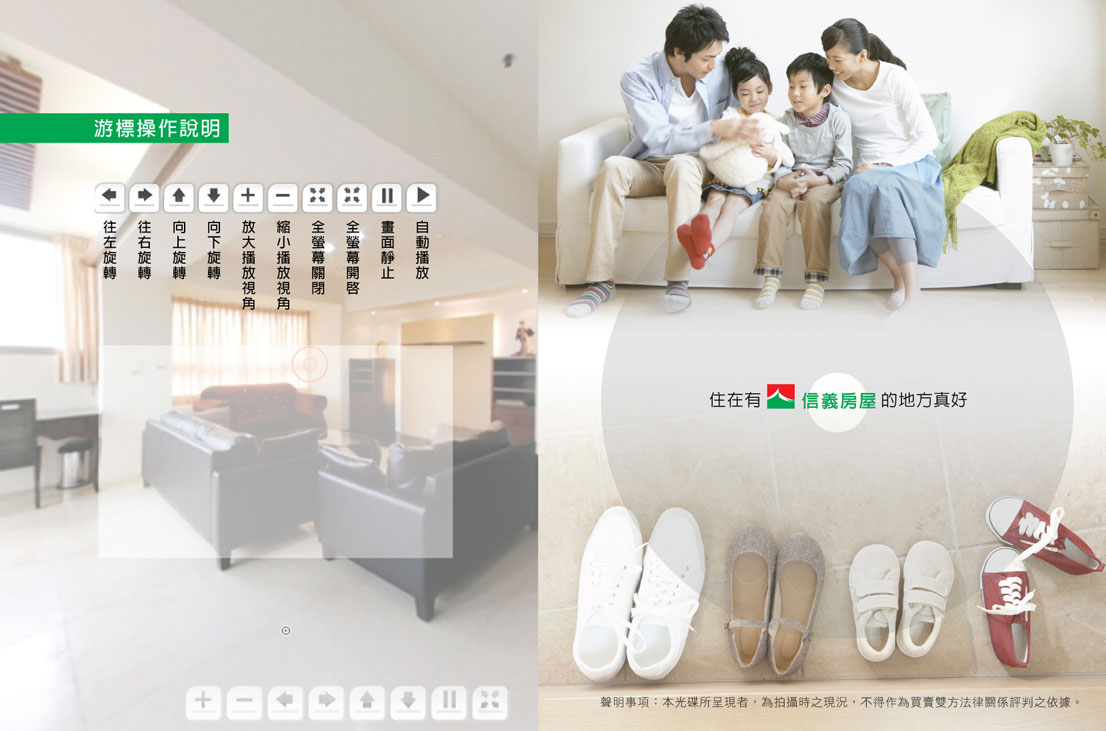 游標操作說明
往左旋轉
往右旋轉
向上旋轉
向下旋轉
放大播放視角
縮小播放視角
全螢幕關閉
全螢幕開啓
畫面靜止
自動播放
住在有 信義房屋 的地方真好
聲明事項：本光碟所呈現者，為拍攝時之現況，不得作為買賣雙方法律關係評判之依據。